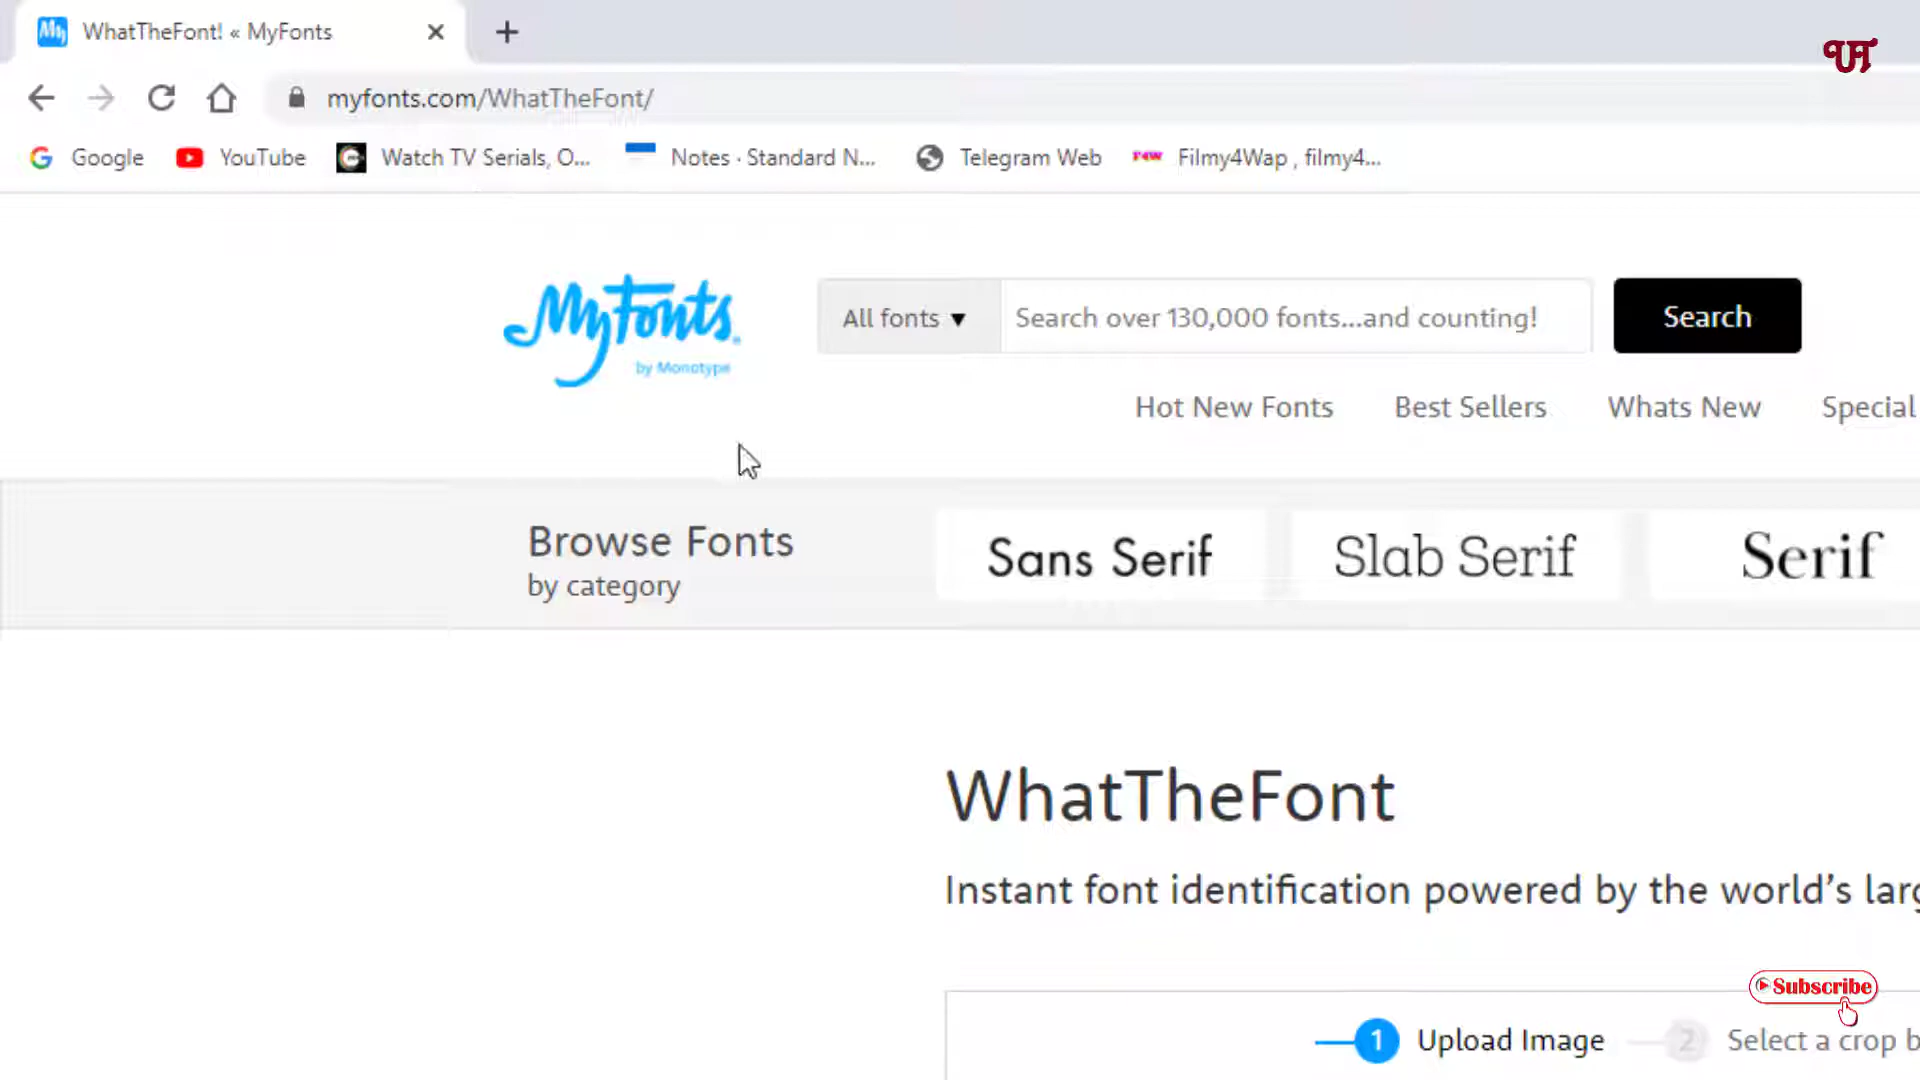 WhatTheFont! « MyFonts
UT
myfonts.com/WhatTheFont/
Google YouTube Watch TV Serials, O... Notes · Standard N... Telegram Web Filmy4Wap , filmy4...
MyFonts
by Monotype
All fonts ▼ Search over 130,000 fonts...and counting! Search
Hot New Fonts Best Sellers Whats New Special
Browse Fonts
by category
Sans Serif Slab Serif Serif
WhatTheFont
Instant font identification powered by the world’s larg
Subscribe
1 Upload Image 2 Select a crop b